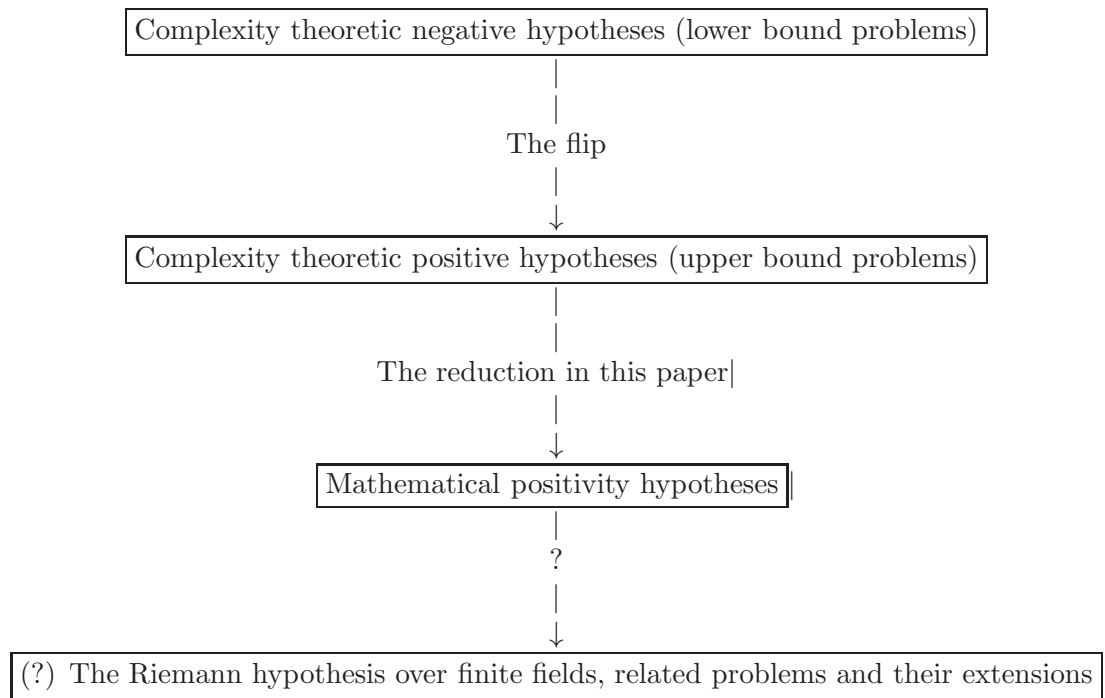 Complexity theoretic negative hypotheses (lower bound problems)
The flip
Complexity theoretic positive hypotheses (upper bound problems)
The reduction in this paper|
Mathematical positivity hypotheses |
?
(?) The Riemann hypothesis over finite fields, related problems and their extensions